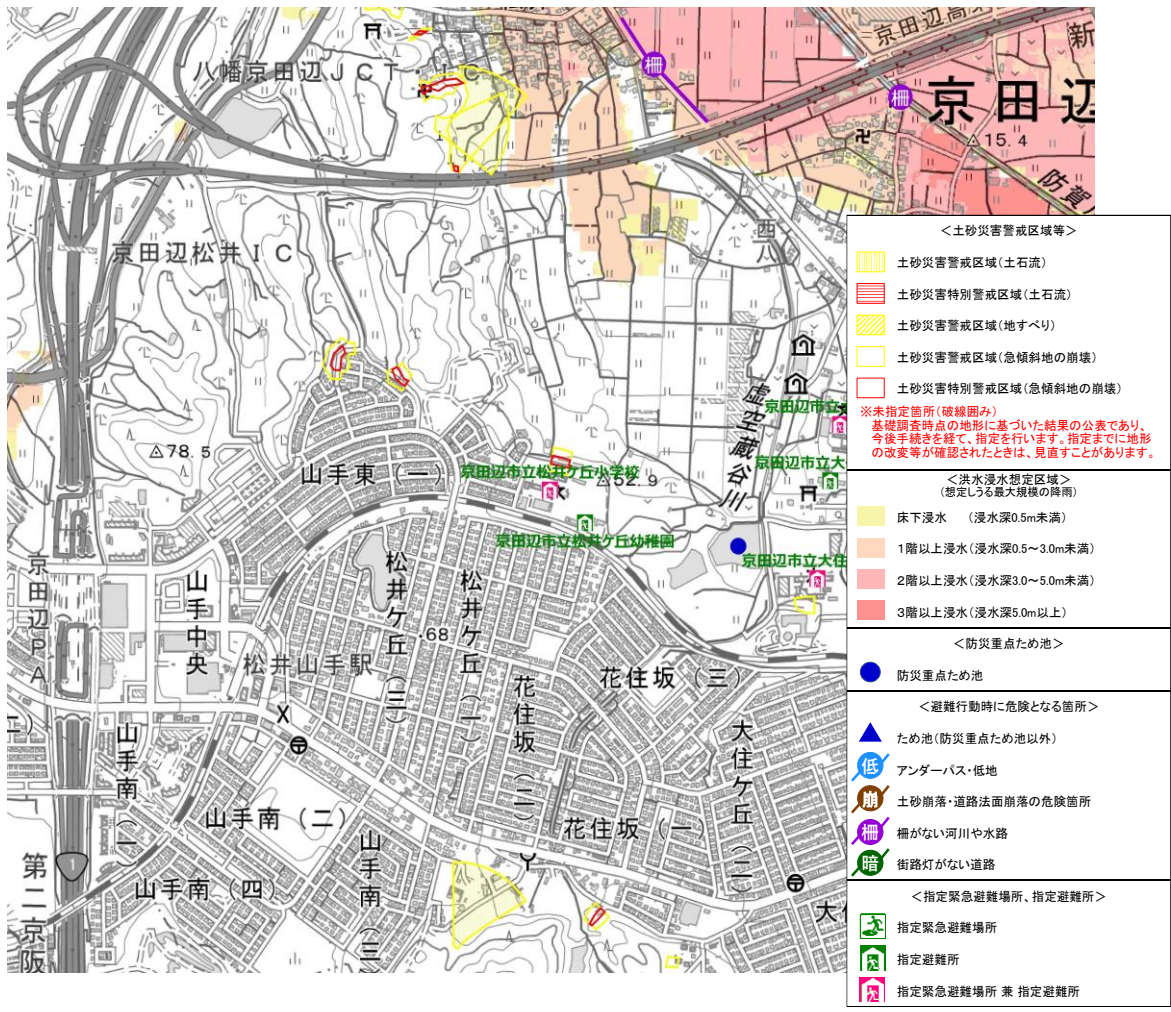 八幡京田辺JCT・IC
京田辺高
新
柵
柵
京田辺
15.4
防賀
京田辺松井IC
西八
虚空蔵谷川
78.5
山手東(一)
京田辺市立松井ケ丘小学校
52.9
京田辺市立松井ケ丘幼稚園
京田辺市立
京田辺市立大
京田辺市立大住
京田辺PA
山手中央
松井山手駅
松井ケ丘(三)
68
松井ケ丘(一)
花住坂(二)
花住坂(三)
大住ケ丘(二)
花住坂(一)
山手南(一)
山手南(二)
山手南(三)
山手南(四)
第二京阪
1
大住
<土砂災害警戒区域等>
土砂災害警戒区域(土石流)
土砂災害特別警戒区域(土石流)
土砂災害警戒区域(地すべり)
土砂災害警戒区域(急傾斜地の崩壊)
土砂災害特別警戒区域(急傾斜地の崩壊)
※未指定箇所(破線囲み)
基礎調査時点の地形に基づいた結果の公表であり、
今後手続きを経て、指定を行います。指定までに地形
の改変等が確認されたときは、見直すことがあります。
<洪水浸水想定区域>
(想定しうる最大規模の降雨)
床下浸水 (浸水深0.5m未満)
1階以上浸水(浸水深0.5~3.0m未満)
2階以上浸水(浸水深3.0~5.0m未満)
3階以上浸水(浸水深5.0m以上)
<防災重点ため池>
防災重点ため池
<避難行動時に危険となる箇所>
ため池(防災重点ため池以外)
低 アンダーパス・低地
崩 土砂崩落・道路法面崩落の危険箇所
柵 柵がない河川や水路
暗 街路灯がない道路
<指定緊急避難場所、指定避難所>
指定緊急避難場所
指定避難所
指定緊急避難場所 兼 指定避難所